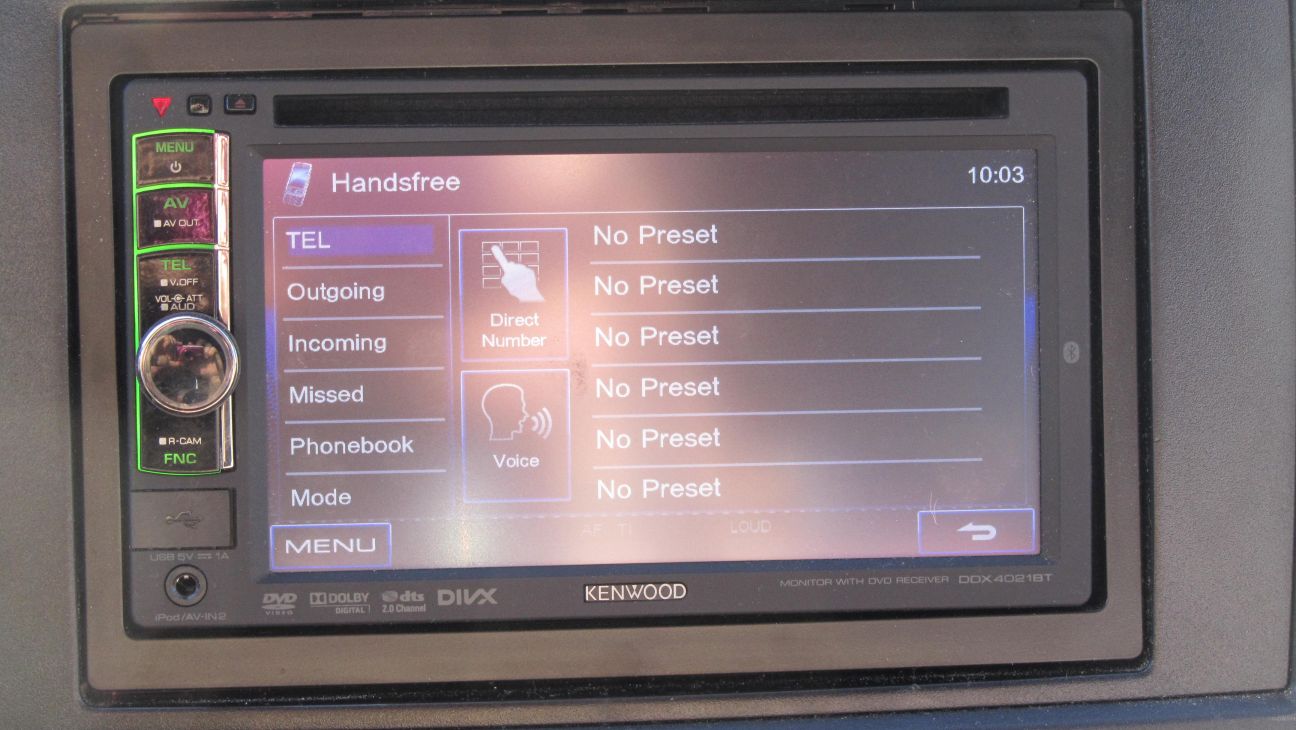 MENU
AV
AV OUT
TEL
V.OFF
VOL ATT
AUD
R-CAM
FNC
USB 5V 1A
iPod/AV-IN2
Handsfree
10:03
TEL
Outgoing
Incoming
Missed
Phonebook
Mode
MENU
Direct
Number
Voice
No Preset
No Preset
No Preset
No Preset
No Preset
No Preset
AF TI LOUD
DVD
VIDEO
DOLBY
DIGITAL
dts
2.0 Channel
DIVX
KENWOOD
MONITOR WITH DVD RECEIVER DDX4021BT